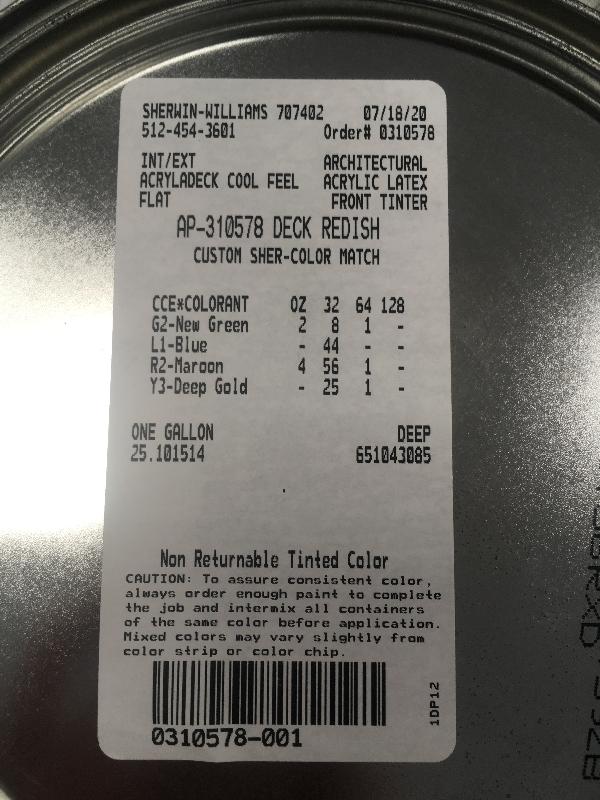 SHERWIN-WILLIAMS 707402 07/18/20
512-454-3601 Order# 0310578
INT/EXT ARCHITECTURAL
ACRYLADECK COOL FEEL ACRYLIC LATEX
FLAT FRONT TINTER
AP-310578 DECK REDISH
CUSTOM SHER-COLOR MATCH
CCE*COLORANT OZ 32 64 128
G2-New Green 2 8 1 -
L1-Blue - 44 - -
R2-Maroon 4 56 1 -
Y3-Deep Gold - 25 1 -
ONE GALLON DEEP
25.101514 651043085
Non Returnable Tinted Color
CAUTION: To assure consistent color,
always order enough paint to complete
the job and intermix all containers
of the same color before application.
Mixed colors may vary slightly from
color strip or color chip.
0310578-001
1DP12